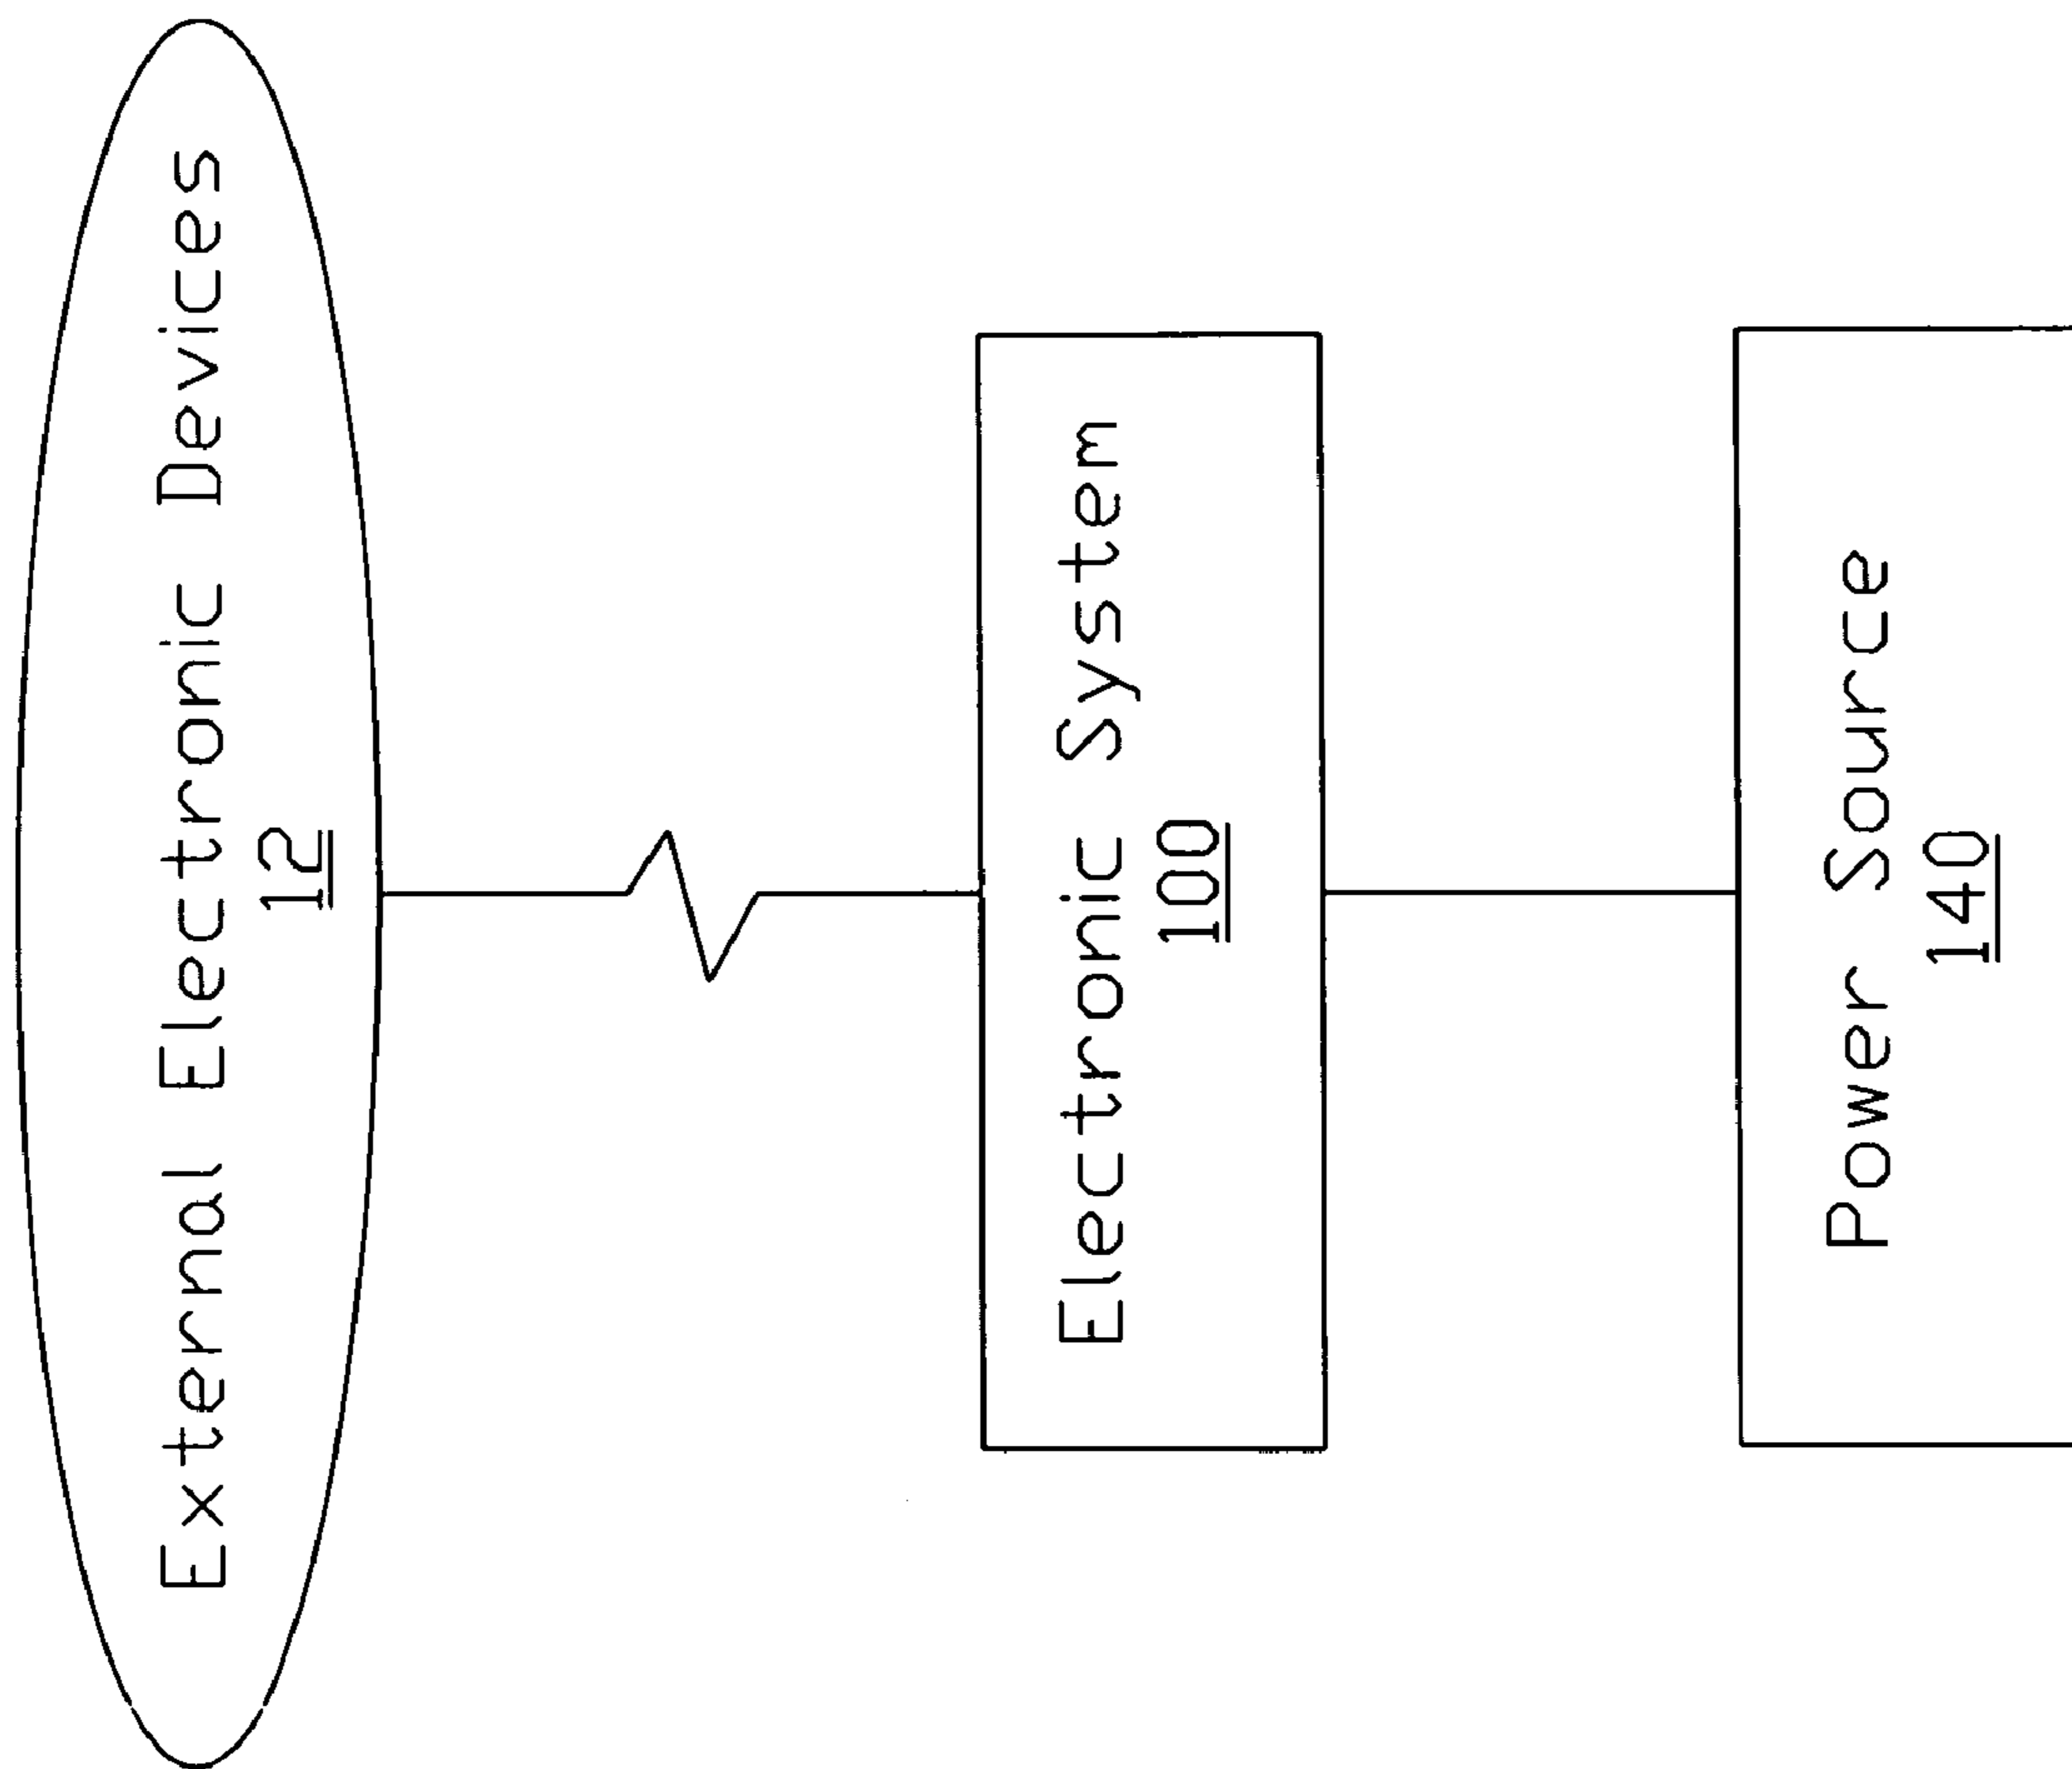 External Electronic Devices
12
Electronic System
100
Power Source
140